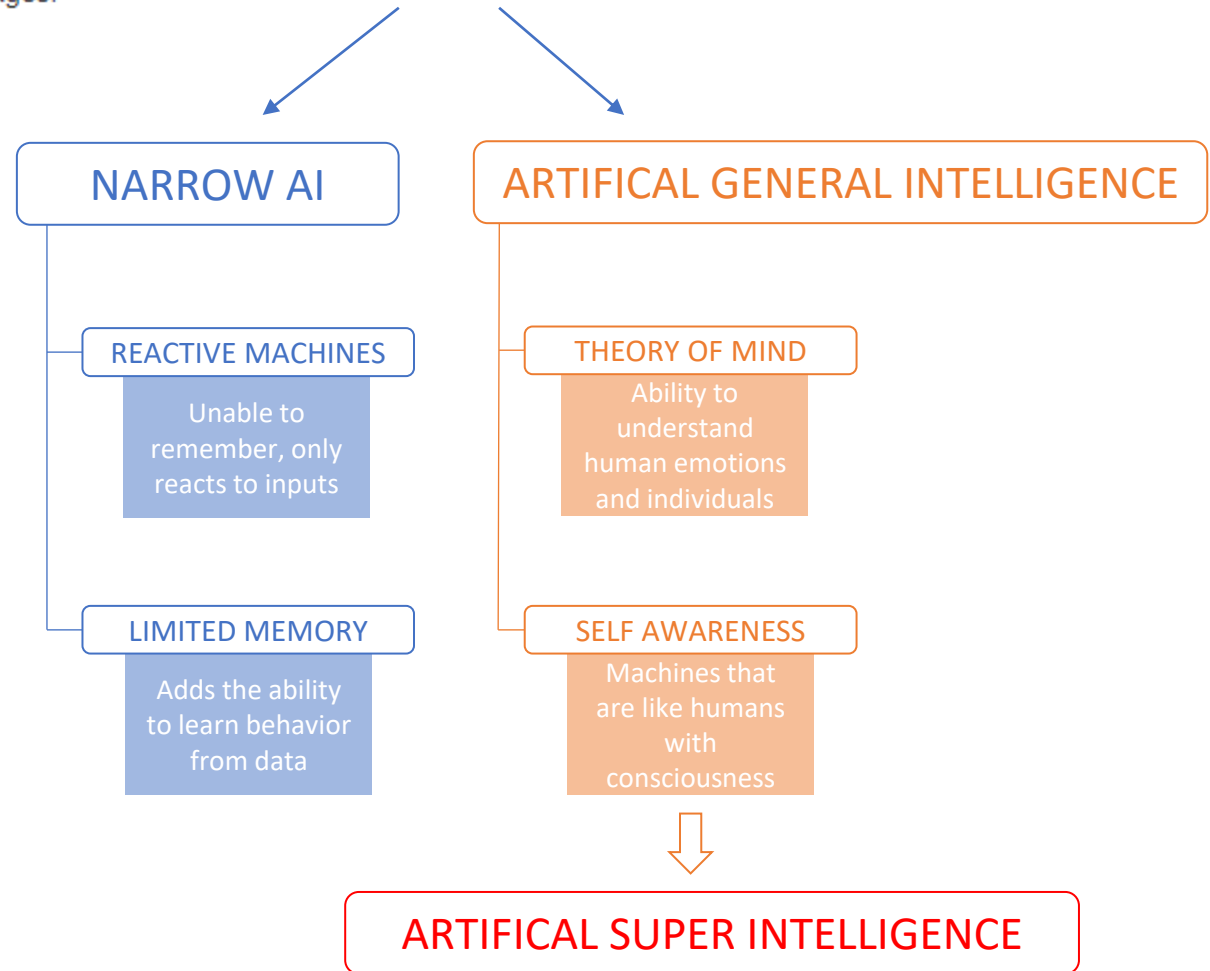 NARROW AI
ARTIFICAL GENERAL INTELLIGENCE
REACTIVE MACHINES
Unable to
remember, only
reacts to inputs
THEORY OF MIND
Ability to
understand
human emotions
and individuals
LIMITED MEMORY
Adds the ability
to learn behavior
from data
SELF AWARENESS
Machines that
are like humans
with
consciousness
ARTIFICAL SUPER INTELLIGENCE